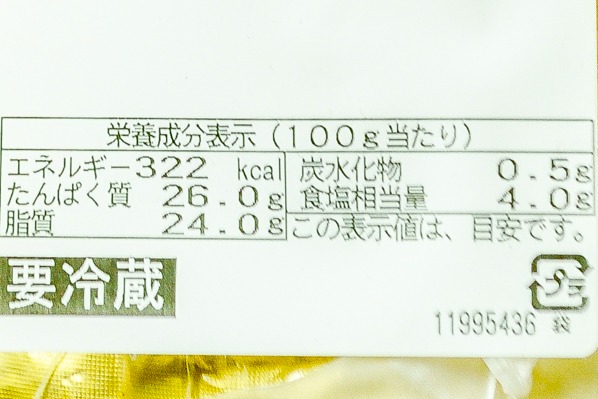 栄養成分表示(100g当たり)
エネルギー322 kcal
たんぱく質 26.0g
脂質 24.0g
炭水化物 0.5g
食塩相当量 4.0g
この表示値は、目安です。
要冷蔵
プラ
11995436 袋